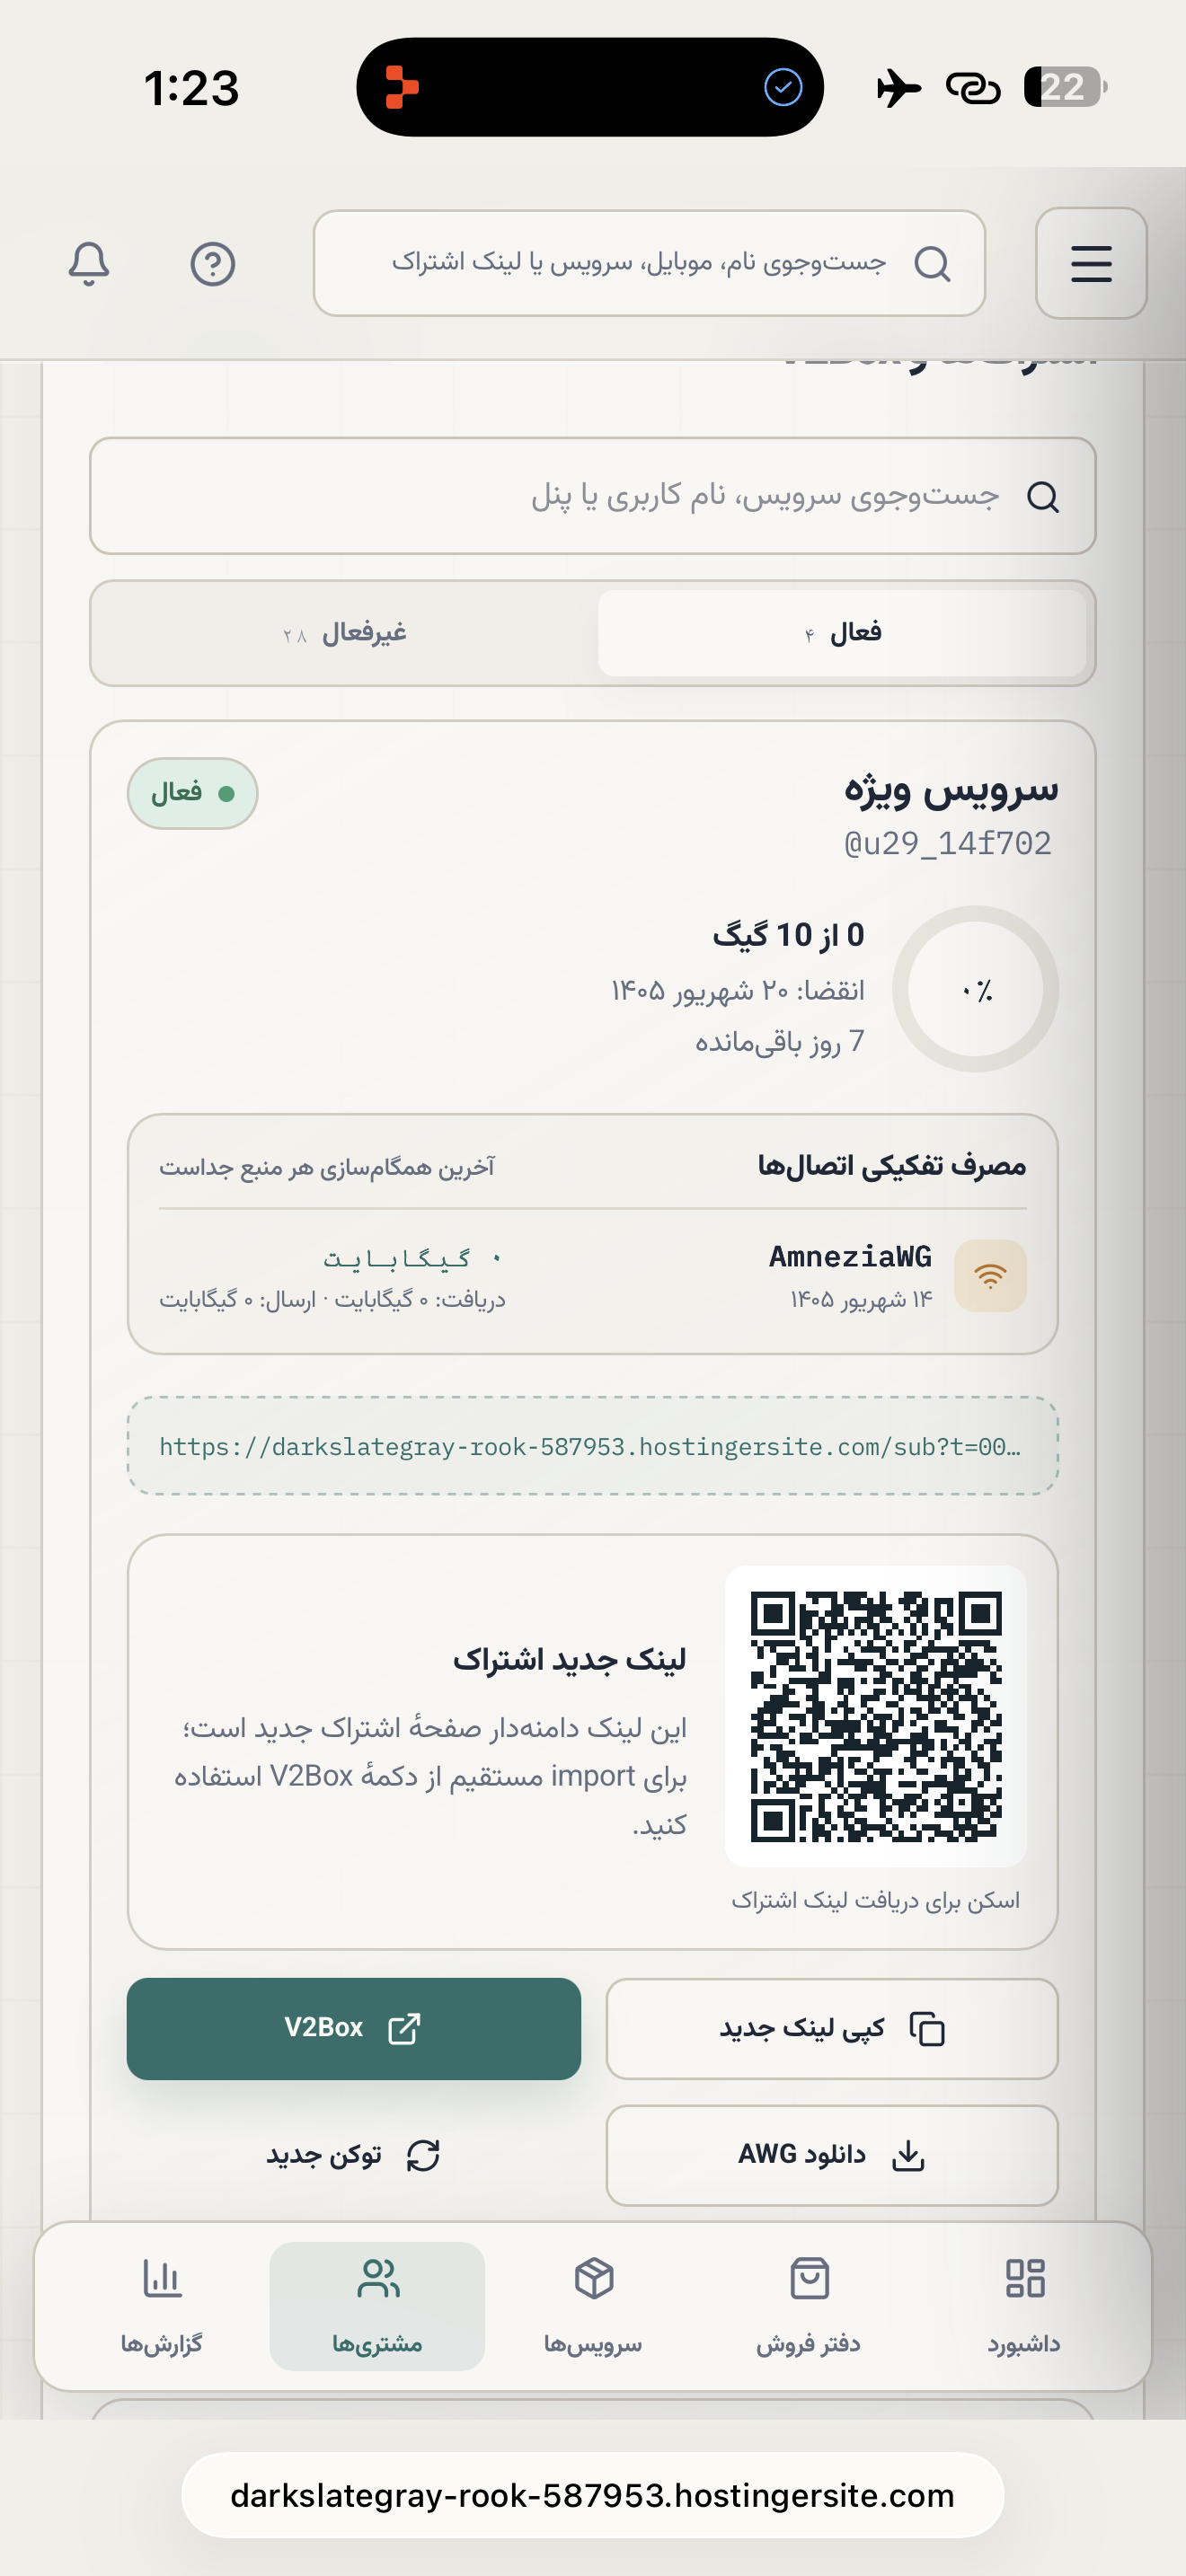 1:23
22
جست‌وجوی نام، موبایل، سرویس یا لینک اشتراک
جست‌وجوی سرویس، نام کاربری یا پنل
فعال ۴
غیرفعال ۲۸
سرویس ویژه
فعال
@u29_14f702
۰٪
0 از 10 گیگ
انقضا: ۲۰ شهریور ۱۴۰۵
7 روز باقی‌مانده
مصرف تفکیکی اتصال‌ها
آخرین همگام‌سازی هر منبع جداست
AmneziaWG
۰ گیگابایت
۱۴ شهریور ۱۴۰۵
دریافت: ۰ گیگابایت · ارسال: ۰ گیگابایت
https://darkslategray-rook-587953.hostingersite.com/sub?t=00…
لینک جدید اشتراک
این لینک دامنه‌دار صفحهٔ اشتراک جدید است؛
برای import مستقیم از دکمهٔ V2Box استفاده
کنید.
اسکن برای دریافت لینک اشتراک
کپی لینک جدید
V2Box
دانلود AWG
توکن جدید
داشبورد
دفتر فروش
سرویس‌ها
مشتری‌ها
گزارش‌ها
darkslategray-rook-587953.hostingersite.com